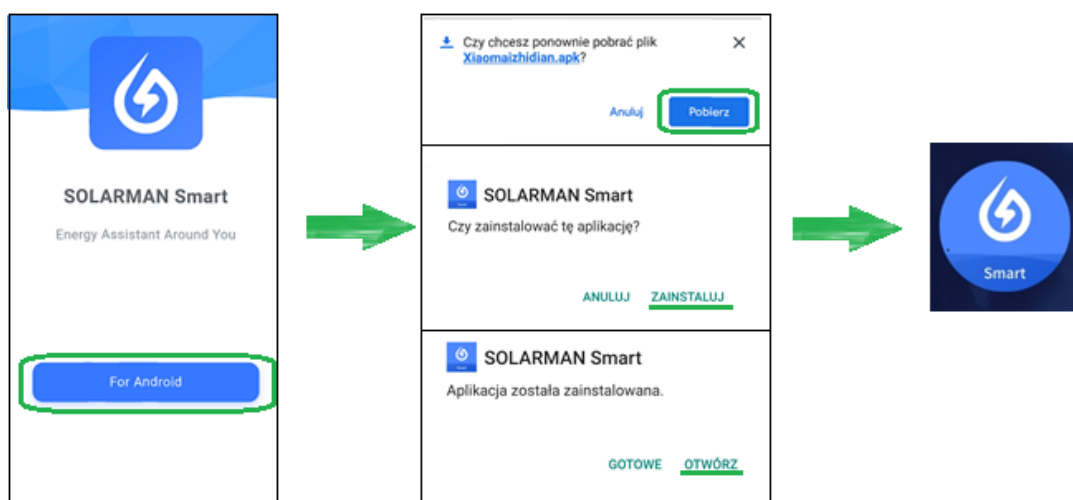 SOLARMAN Smart
Energy Assistant Around You
For Android
Czy chcesz ponownie pobrać plik
Xiaomaizhidian.apk?
Anuluj Pobierz
SOLARMAN Smart
Czy zainstalować tę aplikację?
ANULUJ ZAINSTALUJ
SOLARMAN Smart
Aplikacja została zainstalowana.
GOTOWE OTWÓRZ
Smart